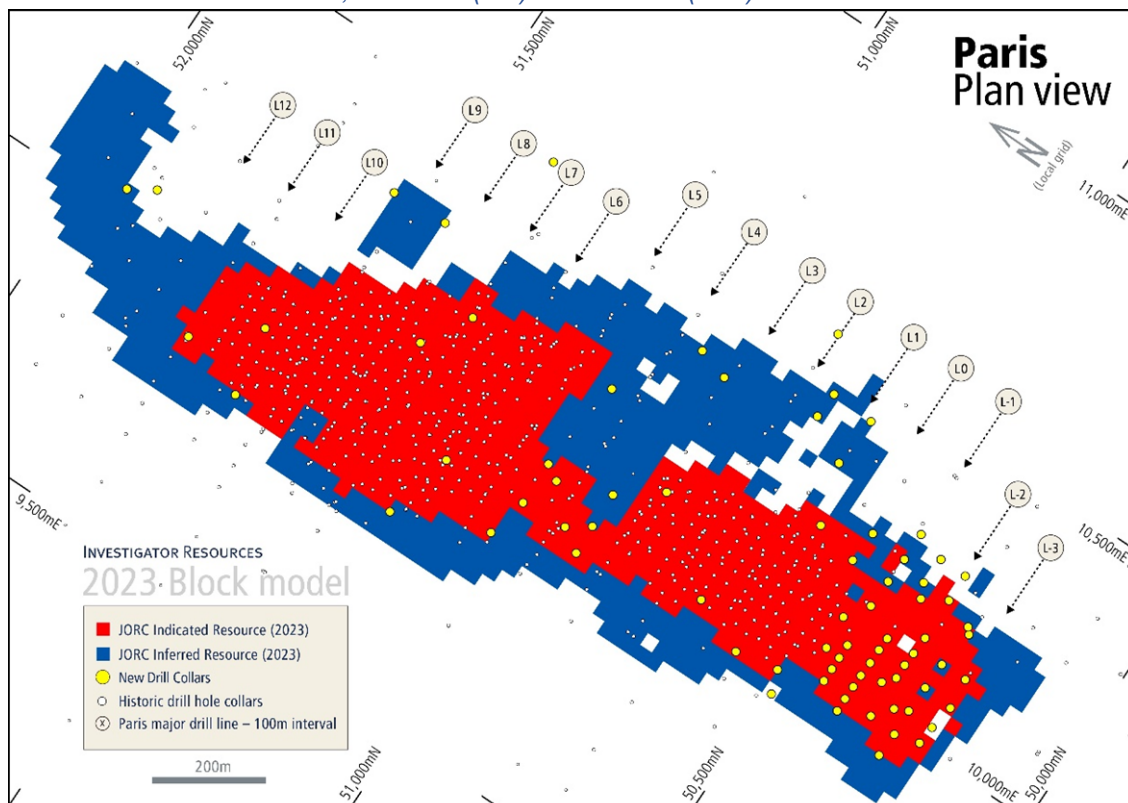 52,000mN
51,500mN
51,000mN
Paris
Plan view
N
(Local grid)
11,000mE
L12
L11
L10
L9
L8
L7
L6
L5
L4
L3
L2
L1
L0
L-1
L-2
L-3
9,500mE
10,500mE
INVESTIGATOR RESOURCES
2023 Block model
JORC Indicated Resource (2023)
JORC Inferred Resource (2023)
New Drill Collars
Historic drill hole collars
X Paris major drill line – 100m interval
200m
51,000mN
50,500mN
10,000mE
50,000mN